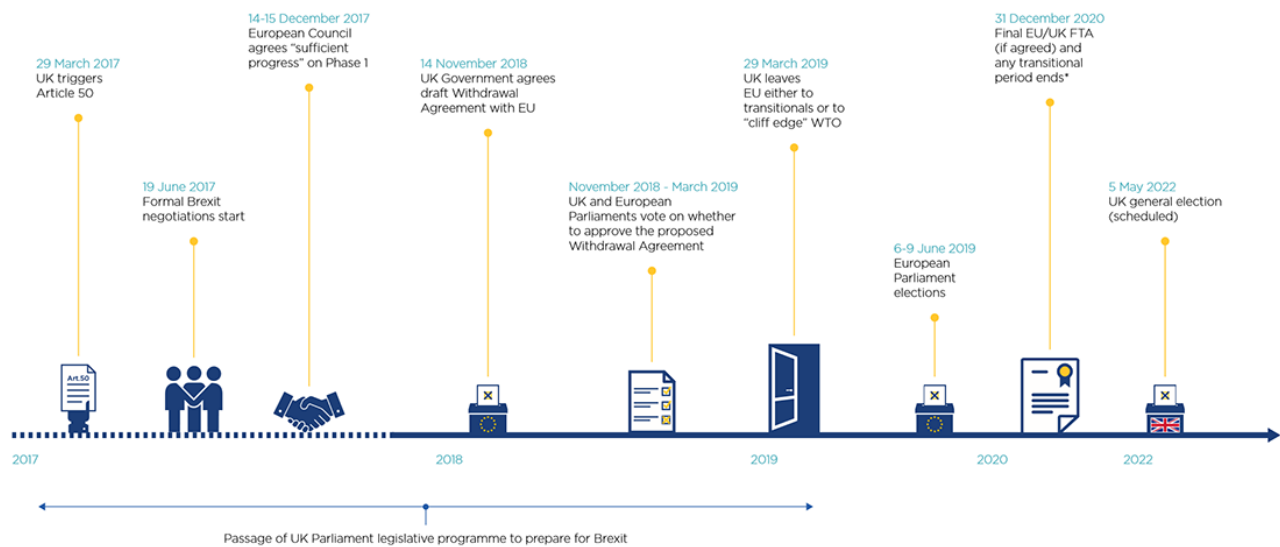 29 March 2017
UK triggers
Article 50
19 June 2017
Formal Brexit
negotiations start
14-15 December 2017
European Council
agrees “sufficient
progress” on Phase 1
14 November 2018
UK Government agrees
draft Withdrawal
Agreement with EU
November 2018 - March 2019
UK and European
Parliaments vote on whether
to approve the proposed
Withdrawal Agreement
29 March 2019
UK leaves
EU either to
transitionals or to
“cliff edge” WTO
6-9 June 2019
European
Parliament
elections
31 December 2020
Final EU/UK FTA
(if agreed) and
any transitional
period ends*
5 May 2022
UK general election
(scheduled)
Art.50
2017
2018
2019
2020
2022
Passage of UK Parliament legislative programme to prepare for Brexit